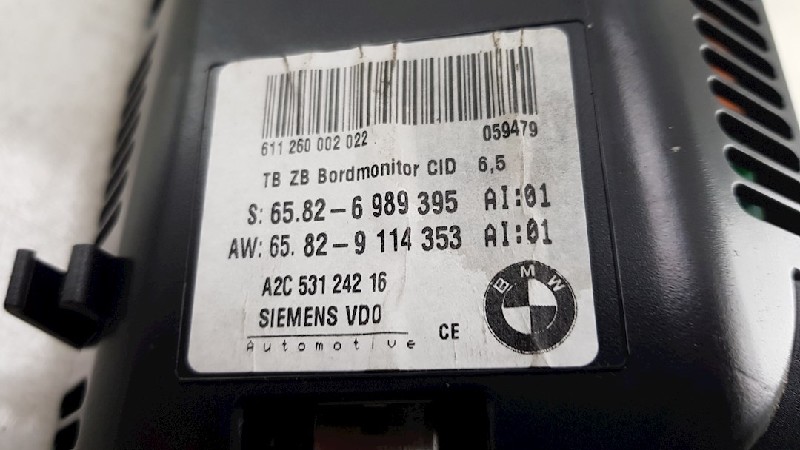 611 260 002 022 059479
TB ZB Bordmonitor CID 6,5
S: 65.82-6 989 395 AI:01
AW: 65.82-9 114 353 AI:01
A2C 531 242 16
SIEMENS VDO CE
Automotive
BMW